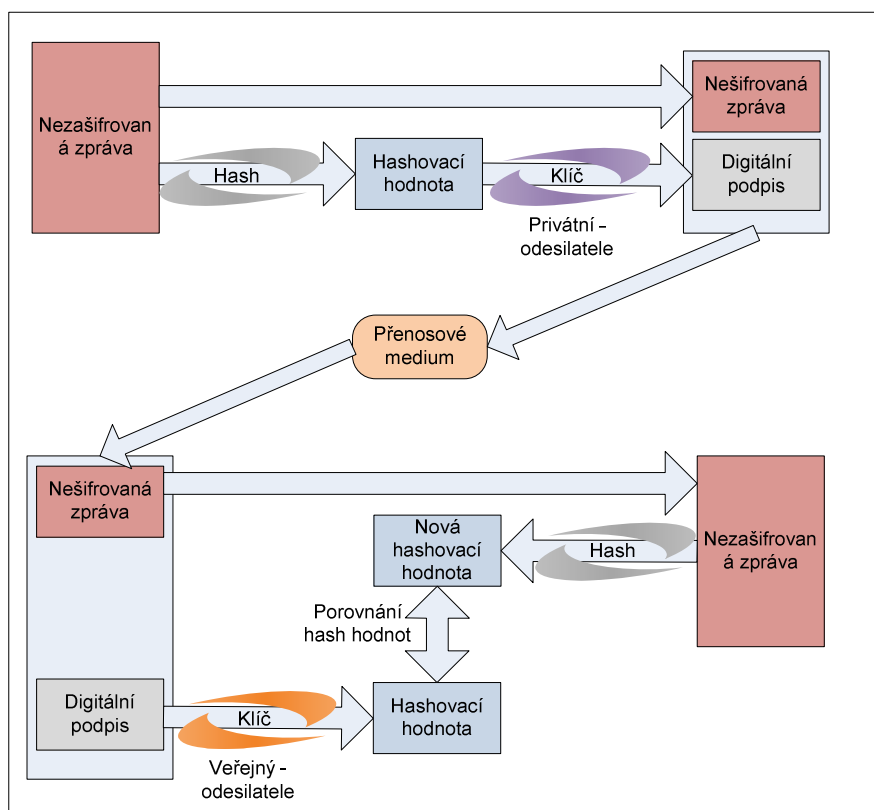 Nezašifrovan
á zpráva
Nešifrovaná
zpráva
Hash
Hashovací
hodnota
Klíč
Digitální
podpis
Privátní -
odesilatele
Přenosové
medium
Nešifrovaná
zpráva
Nová
hashovací
hodnota
Hash
Nezašifrovan
á zpráva
Porovnání
hash hodnot
Digitální
podpis
Klíč
Hashovací
hodnota
Veřejný -
odesilatele